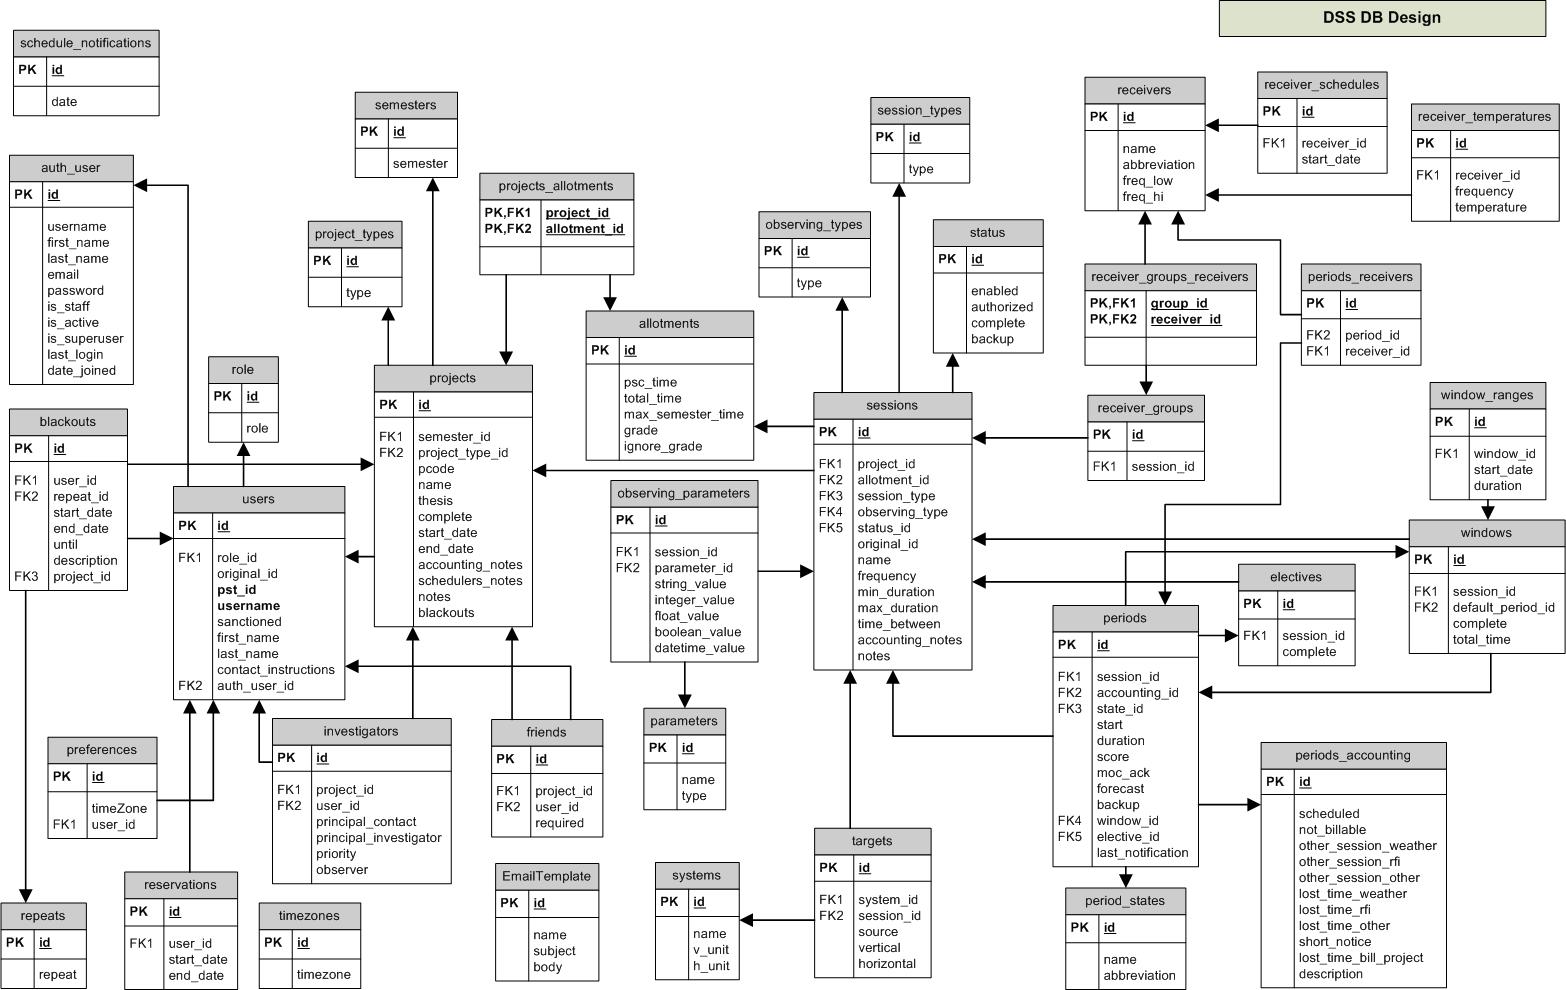 DSS DB Design
schedule_notifications
PK id
date
auth_user
PK id
username
first_name
last_name
email
password
is_staff
is_active
is_superuser
last_login
date_joined
semesters
PK id
semester
project_types
PK id
type
projects_allotments
PK,FK1 project_id
PK,FK2 allotment_id
allotments
PK id
psc_time
total_time
max_semester_time
grade
ignore_grade
session_types
PK id
type
observing_types
PK id
type
status
PK id
enabled
authorized
complete
backup
receivers
PK id
name
abbreviation
freq_low
freq_hi
receiver_schedules
PK id
FK1 receiver_id
start_date
receiver_temperatures
PK id
FK1 receiver_id
frequency
temperature
receiver_groups_receivers
PK,FK1 group_id
PK,FK2 receiver_id
periods_receivers
PK id
FK2 period_id
FK1 receiver_id
role
PK id
role
blackouts
PK id
FK1 user_id
FK2 repeat_id
start_date
end_date
until
description
FK3 project_id
users
PK id
FK1 role_id
original_id
pst_id
username
sanctioned
first_name
last_name
contact_instructions
FK2 auth_user_id
projects
PK id
FK1 semester_id
FK2 project_type_id
pcode
name
thesis
complete
start_date
end_date
accounting_notes
schedulers_notes
notes
blackouts
observing_parameters
PK id
FK1 session_id
FK2 parameter_id
string_value
integer_value
float_value
boolean_value
datetime_value
sessions
PK id
FK1 project_id
FK2 allotment_id
FK3 session_type
FK4 observing_type
FK5 status_id
original_id
name
frequency
min_duration
max_duration
time_between
accounting_notes
notes
receiver_groups
PK id
FK1 session_id
window_ranges
PK id
FK1 window_id
start_date
duration
windows
PK id
FK1 session_id
FK2 default_period_id
complete
total_time
electives
PK id
FK1 session_id
complete
periods
PK id
FK1 session_id
FK2 accounting_id
FK3 state_id
start
duration
score
moc_ack
forecast
backup
FK4 window_id
FK5 elective_id
last_notification
preferences
PK id
timeZone
FK1 user_id
investigators
PK id
FK1 project_id
FK2 user_id
principal_contact
principal_investigator
priority
observer
friends
PK id
FK1 project_id
FK2 user_id
required
parameters
PK id
name
type
periods_accounting
PK id
scheduled
not_billable
other_session_weather
other_session_rfi
other_session_other
lost_time_weather
lost_time_rfi
lost_time_other
short_notice
lost_time_bill_project
description
repeats
PK id
repeat
reservations
PK id
FK1 user_id
start_date
end_date
timezones
PK id
timezone
EmailTemplate
PK id
name
subject
body
systems
PK id
name
v_unit
h_unit
targets
PK id
FK1 system_id
FK2 session_id
source
vertical
horizontal
period_states
PK id
name
abbreviation